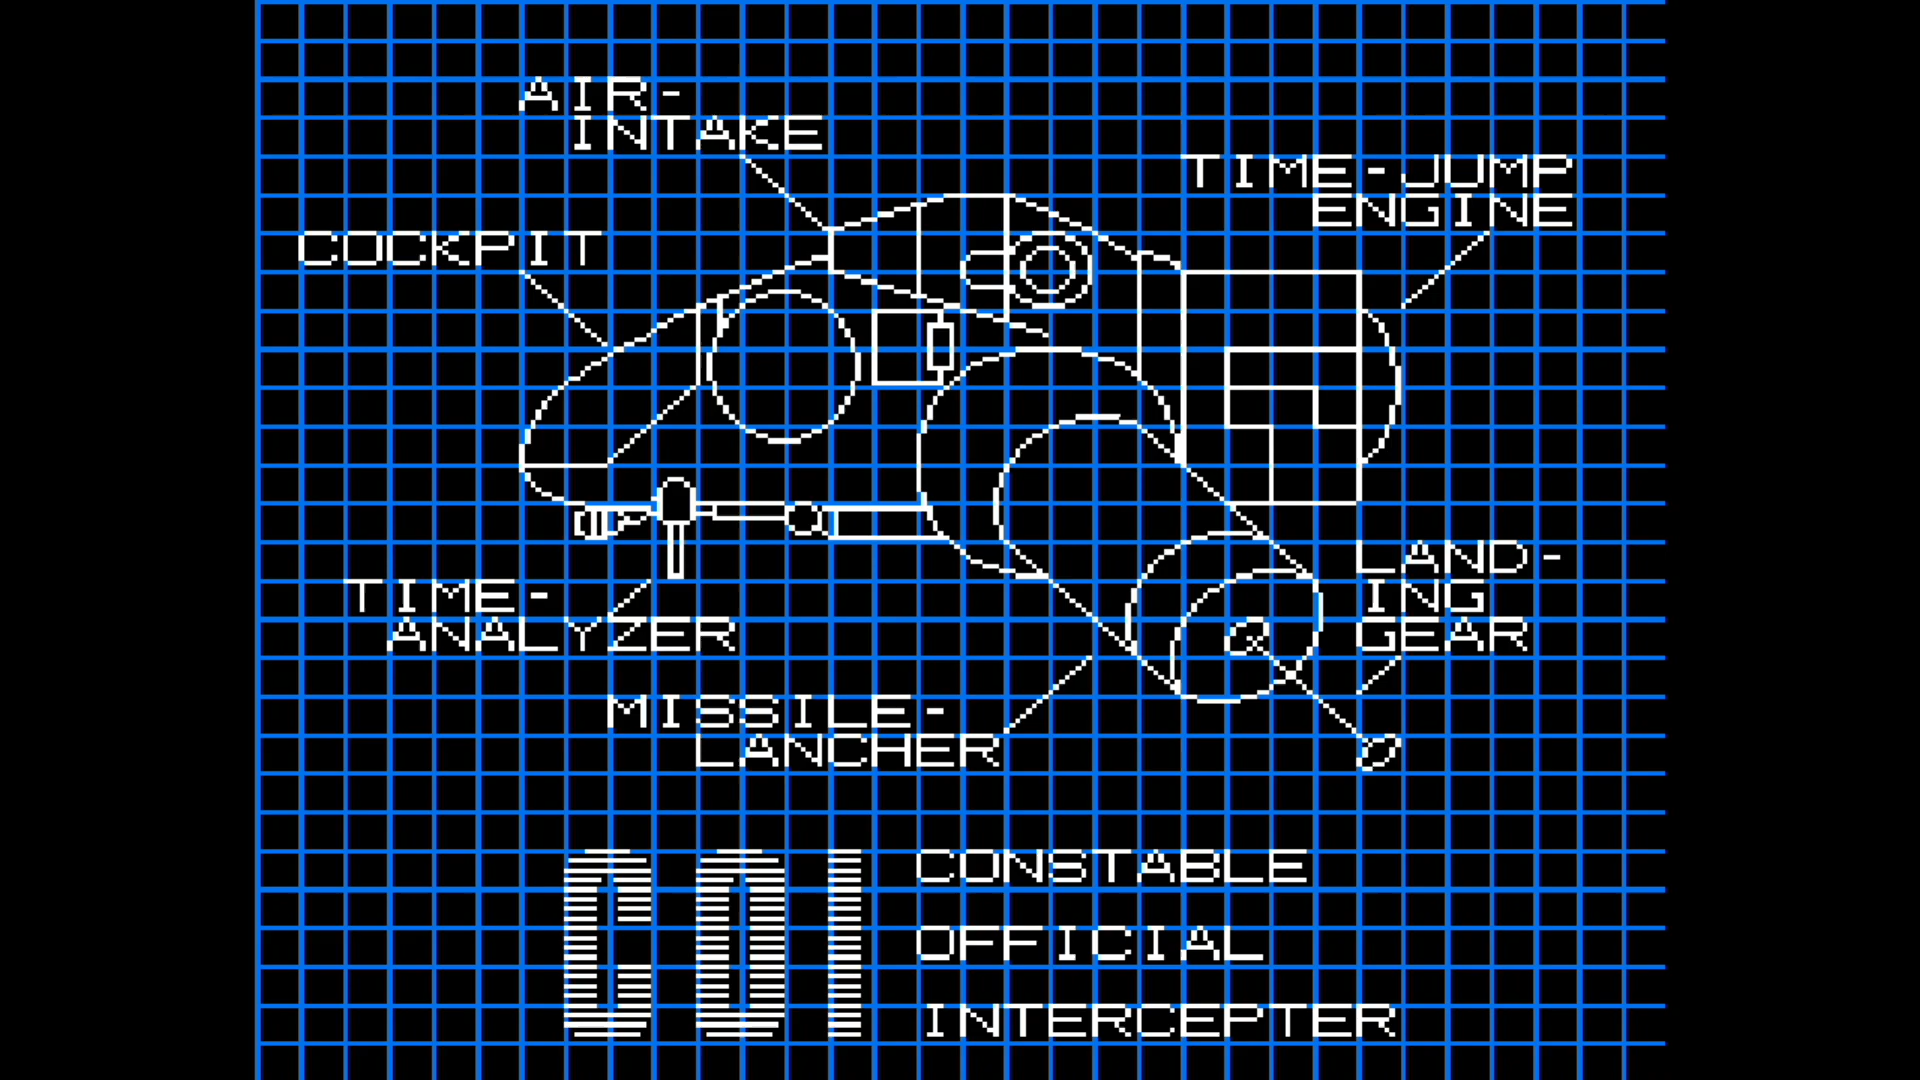 AIR-
INTAKE
TIME-JUMP
ENGINE
COCKPIT
LAND-
ING
GEAR
TIME-
ANALYZER
MISSILE-
LANCHER
COI
CONSTABLE
OFFICIAL
INTERCEPTER